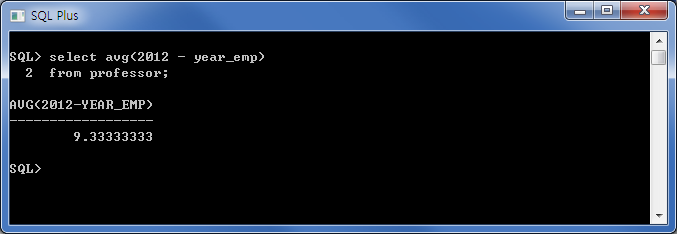 SQL Plus
SQL> select avg(2012 - year_emp)
2 from professor;
AVG(2012-YEAR_EMP)
------------------
9.33333333
SQL>